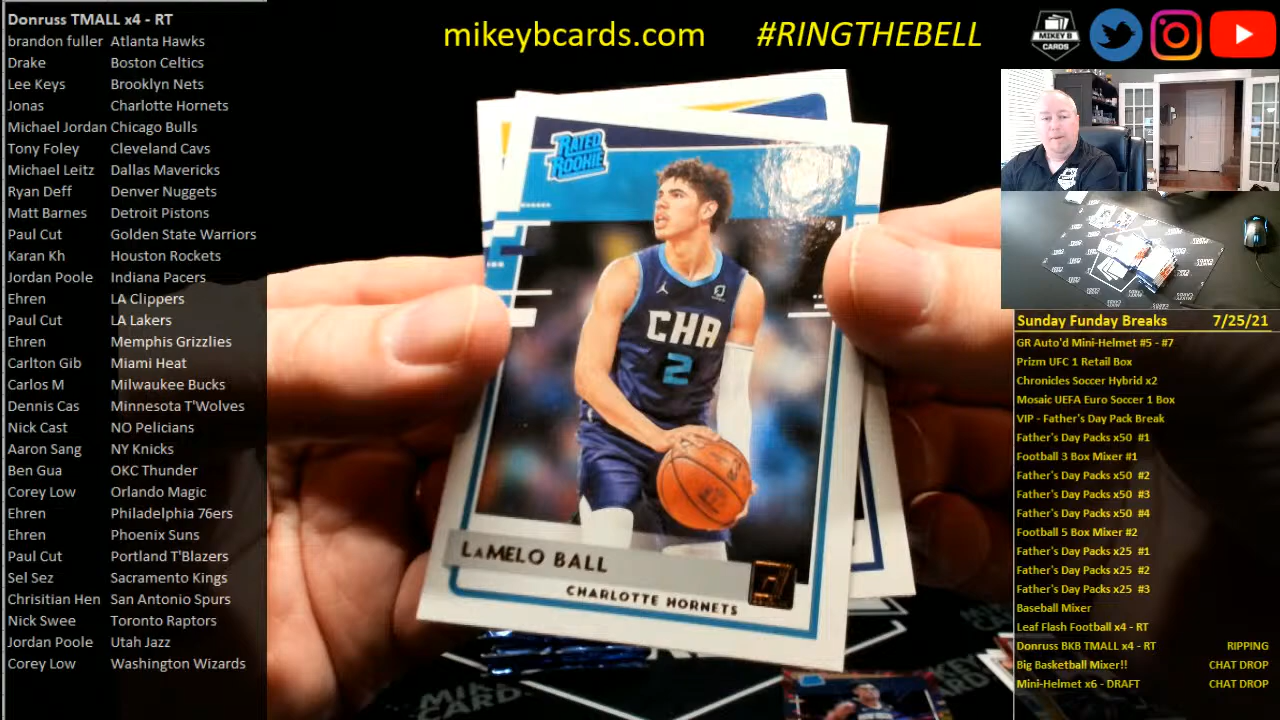 Donruss TMALL x4 - RT
brandon fuller Atlanta Hawks
Drake Boston Celtics
Lee Keys Brooklyn Nets
Jonas Charlotte Hornets
Michael Jordan Chicago Bulls
Tony Foley Cleveland Cavs
Michael Leitz Dallas Mavericks
Ryan Deff Denver Nuggets
Matt Barnes Detroit Pistons
Paul Cut Golden State Warriors
Karan Kh Houston Rockets
Jordan Poole Indiana Pacers
Ehren LA Clippers
Paul Cut LA Lakers
Ehren Memphis Grizzlies
Carlton Gib Miami Heat
Carlos M Milwaukee Bucks
Dennis Cas Minnesota T'Wolves
Nick Cast NO Pelicians
Aaron Sang NY Knicks
Ben Gua OKC Thunder
Corey Low Orlando Magic
Ehren Philadelphia 76ers
Ehren Phoenix Suns
Paul Cut Portland T'Blazers
Sel Sez Sacramento Kings
Chrisitian Hen San Antonio Spurs
Nick Swee Toronto Raptors
Jordan Poole Utah Jazz
Corey Low Washington Wizards
mikeybcards.com #RINGTHEBELL
MIKEY B
CARDS
RATED
ROOKIE
CHA
2
LAMELO BALL
CHARLOTTE HORNETS
Sunday Funday Breaks 7/25/21
GR Auto'd Mini-Helmet #5 - #7
Prizm UFC 1 Retail Box
Chronicles Soccer Hybrid x2
Mosaic UEFA Euro Soccer 1 Box
VIP - Father's Day Pack Break
Father's Day Packs x50 #1
Football 3 Box Mixer #1
Father's Day Packs x50 #2
Father's Day Packs x50 #3
Father's Day Packs x50 #4
Football 5 Box Mixer #2
Father's Day Packs x25 #1
Father's Day Packs x25 #2
Father's Day Packs x25 #3
Baseball Mixer
Leaf Flash Football x4 - RT
Donruss BKB TMALL x4 - RT RIPPING
Big Basketball Mixer!! CHAT DROP
Mini-Helmet x6 - DRAFT CHAT DROP